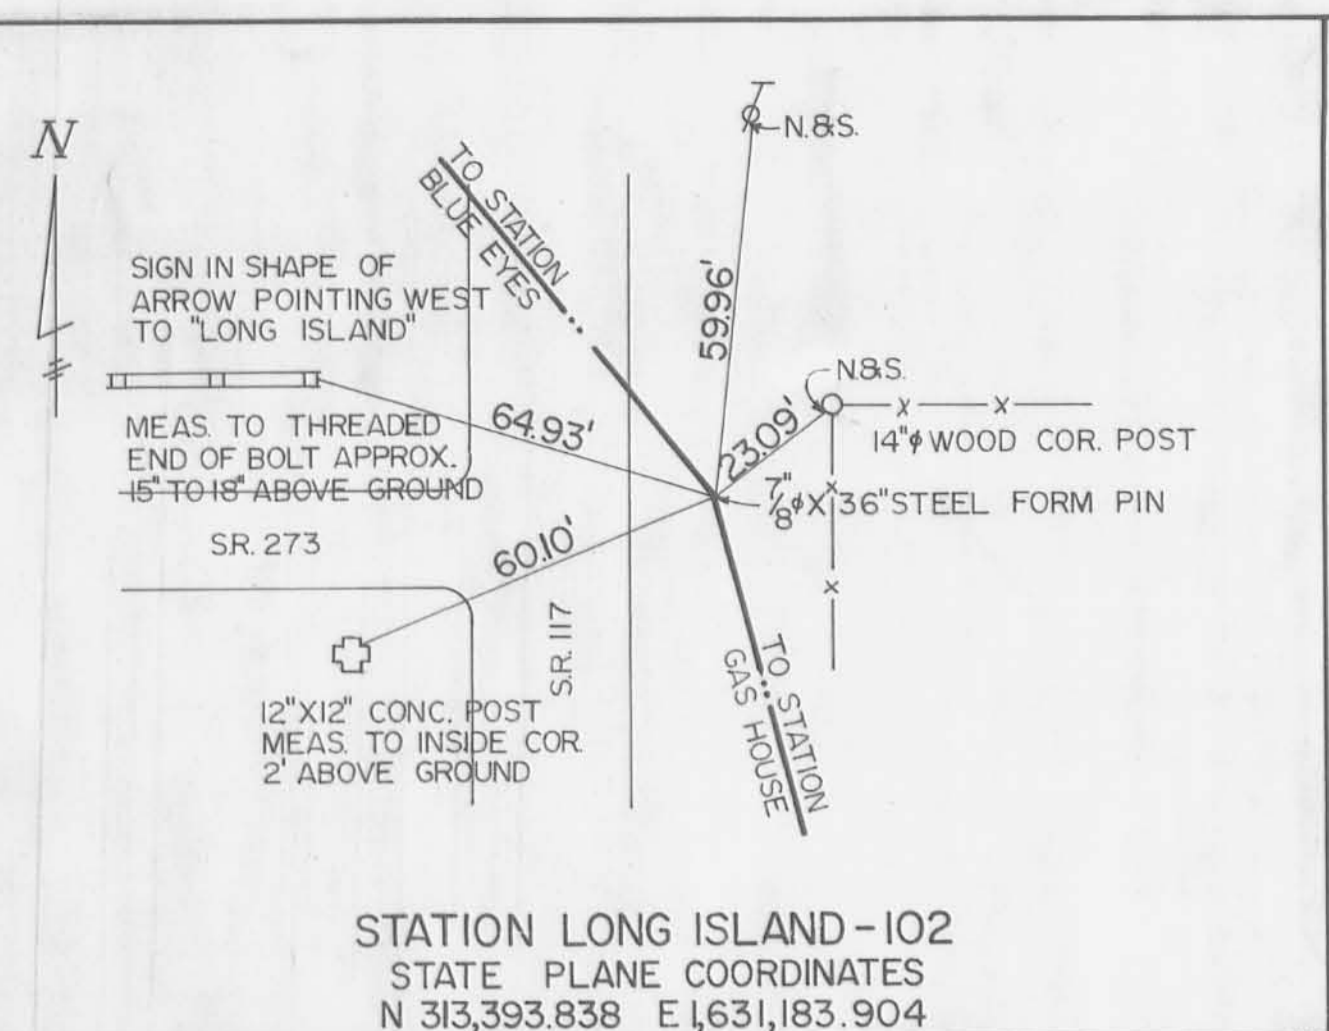 N
N.&S.
TO STATION
BLUE EYES
SIGN IN SHAPE OF
ARROW POINTING WEST
TO "LONG ISLAND"
59.96'
N.&S.
MEAS. TO THREADED
END OF BOLT APPROX.
15" TO 18" ABOVE GROUND
64.93'
23.09'
14"ϕ WOOD COR. POST
7/8"ϕ X 36" STEEL FORM PIN
S.R. 273
60.10'
S.R. 117
TO STATION
GAS HOUSE
12"X12" CONC. POST
MEAS. TO INSIDE COR.
2' ABOVE GROUND
STATION LONG ISLAND-102
STATE PLANE COORDINATES
N 313,393.838 E 1,631,183.904